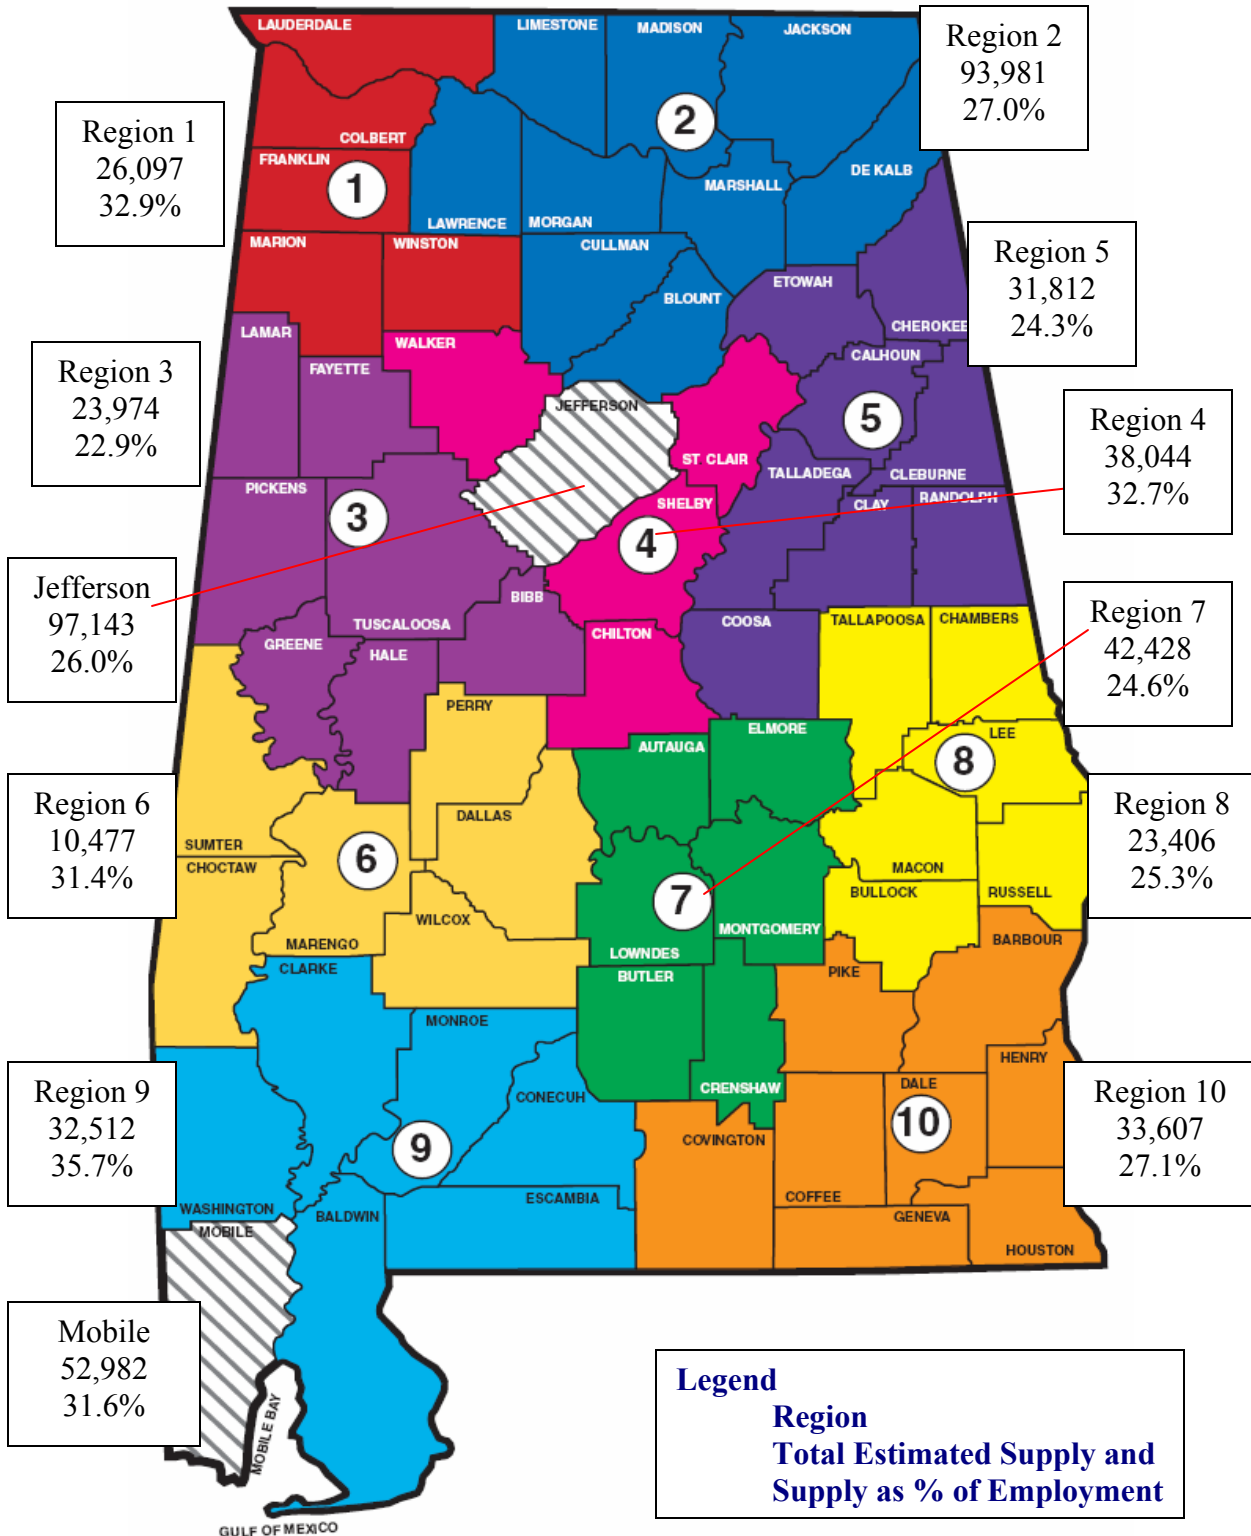 LAUDERDALE
LIMESTONE
MADISON
JACKSON
Region 2
93,981
27.0%
2
Region 1
26,097
32.9%
COLBERT
FRANKLIN
1
DE KALB
MARSHALL
LAWRENCE
MORGAN
MARION
WINSTON
CULLMAN
Region 5
31,812
24.3%
ETOWAH
BLOUNT
CHEROKEE
LAMAR
WALKER
CALHOUN
FAYETTE
Region 3
23,974
22.9%
JEFFERSON
5
Region 4
38,044
32.7%
ST CLAIR
TALLADEGA
CLEBURNE
PICKENS
SHELBY
CLAY
RANDOLPH
3
4
Jefferson
97,143
26.0%
BIBB
TUSCALOOSA
CHILTON
COOSA
TALLAPOOSA
CHAMBERS
Region 7
42,428
24.6%
GREENE
HALE
PERRY
AUTAUGA
ELMORE
LEE
8
Region 6
10,477
31.4%
DALLAS
Region 8
23,406
25.3%
SUMTER
CHOCTAW
6
MACON
BULLOCK
RUSSELL
7
WILCOX
MONTGOMERY
MARENGO
LOWNDES
BARBOUR
CLARKE
BUTLER
PIKE
MONROE
HENRY
Region 9
32,512
35.7%
CONECUH
CRENSHAW
DALE
10
Region 10
33,607
27.1%
9
COVINGTON
WASHINGTON
BALDWIN
ESCAMBIA
COFFEE
GENEVA
MOBILE
HOUSTON
Mobile
52,982
31.6%
MOBILE BAY
GULF OF MEXICO
Legend
Region
Total Estimated Supply and
Supply as % of Employment